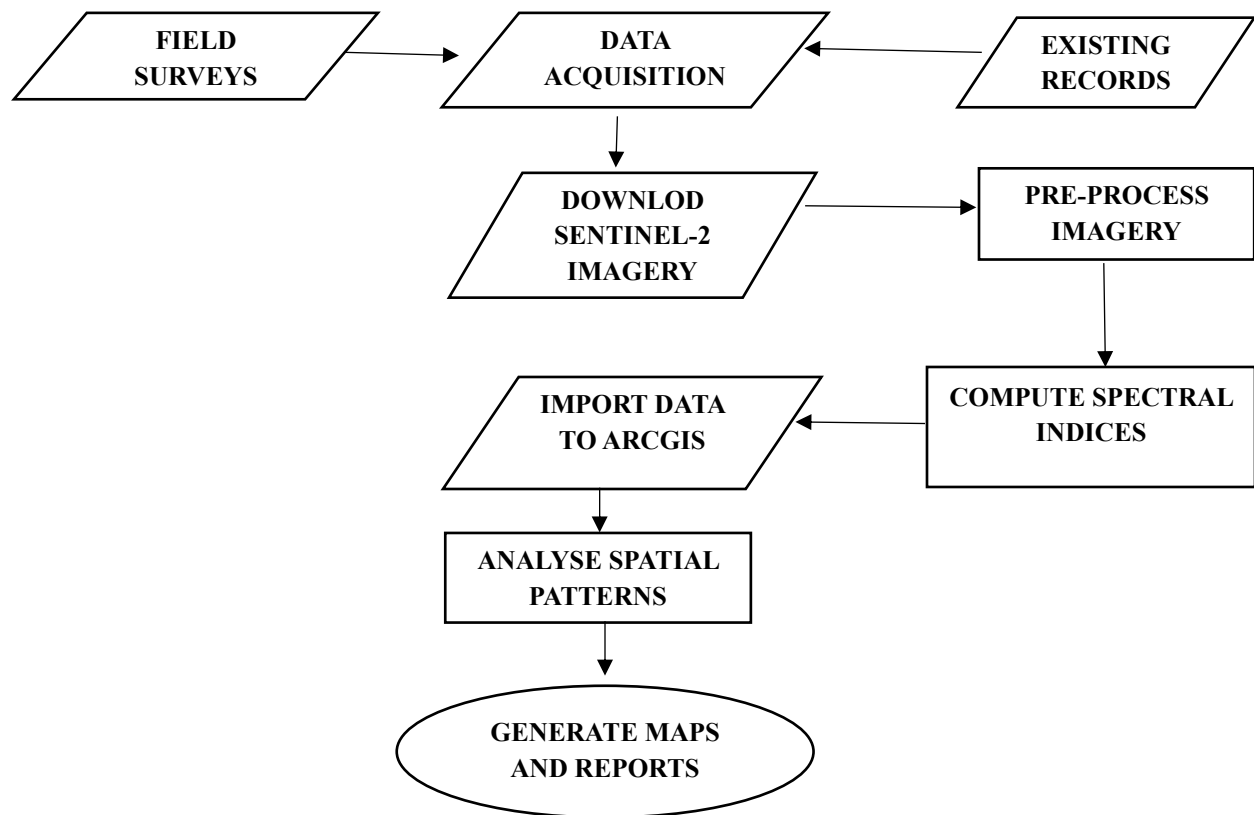 FIELD
SURVEYS
DATA
ACQUISITION
EXISTING
RECORDS
DOWNLOD
SENTINEL-2
IMAGERY
PRE-PROCESS
IMAGERY
COMPUTE SPECTRAL
INDICES
IMPORT DATA
TO ARCGIS
ANALYSE SPATIAL
PATTERNS
GENERATE MAPS
AND REPORTS